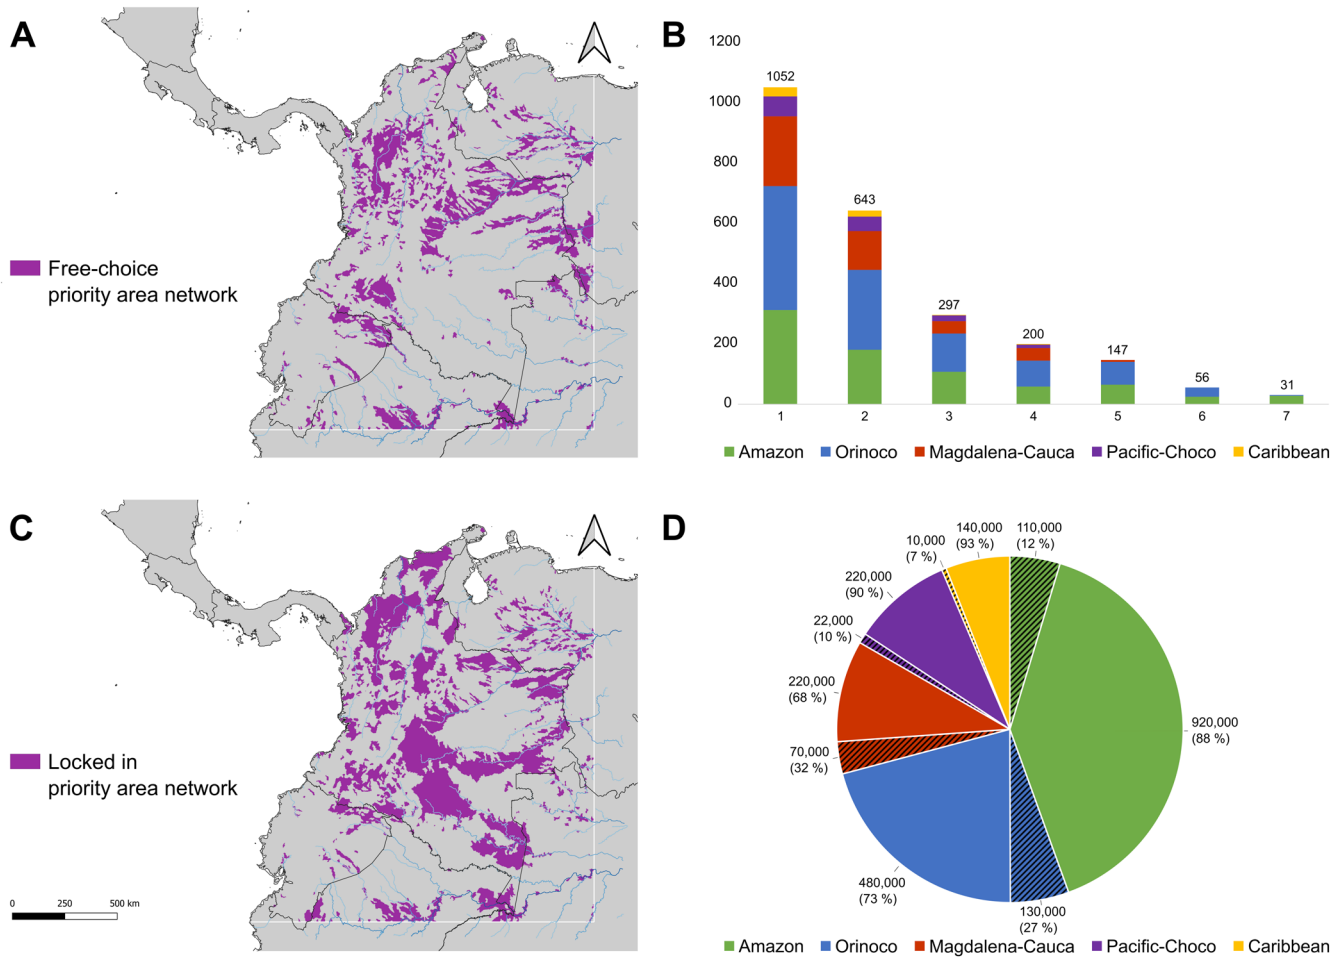 A
Free-choice
priority area network
B
1200
1000
800
600
400
200
0
1052
643
297
200
147
56
31
1 2 3 4 5 6 7
Amazon Orinoco Magdalena-Cauca Pacific-Choco Caribbean
C
Locked in
priority area network
0 250 500 km
D
110,000
(12 %)
920,000
(88 %)
130,000
(27 %)
480,000
(73 %)
70,000
(32 %)
220,000
(68 %)
22,000
(10 %)
220,000
(90 %)
10,000
(7 %)
140,000
(93 %)
Amazon Orinoco Magdalena-Cauca Pacific-Choco Caribbean